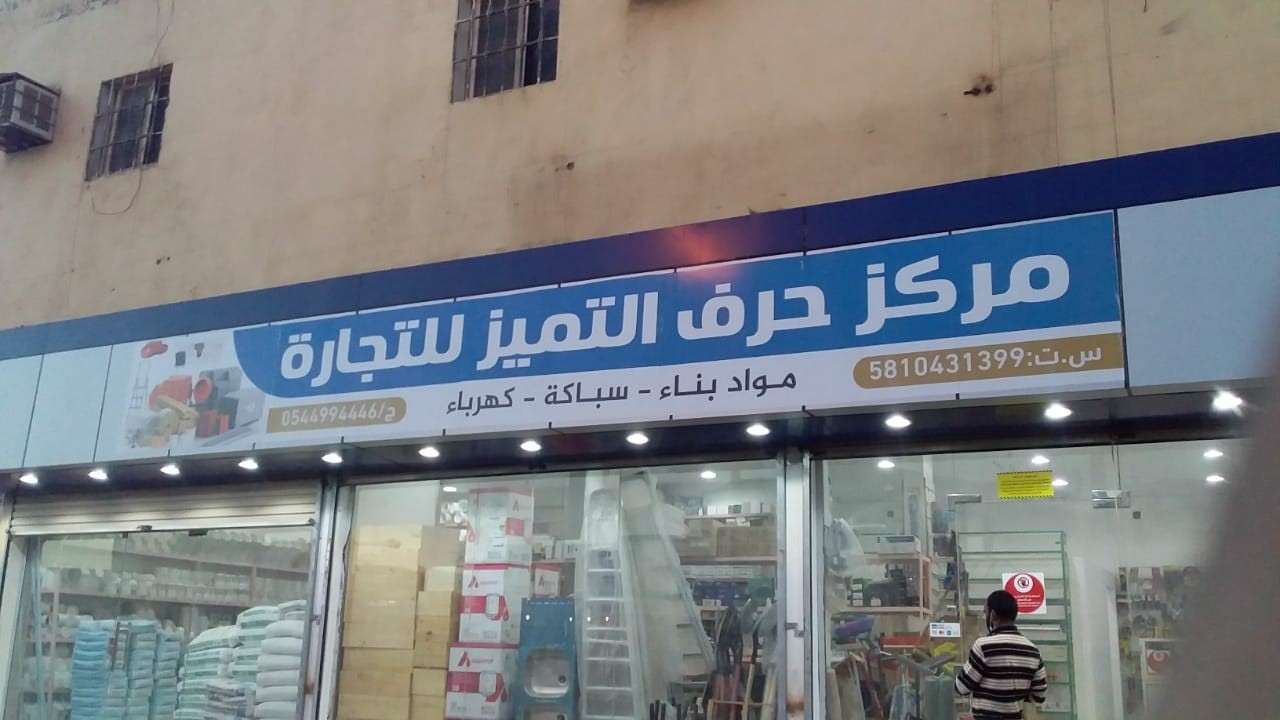 مركز حرف التميز للتجارة
مواد بناء - سباكة - كهرباء
س.ت:5810431399
ج/0544994446